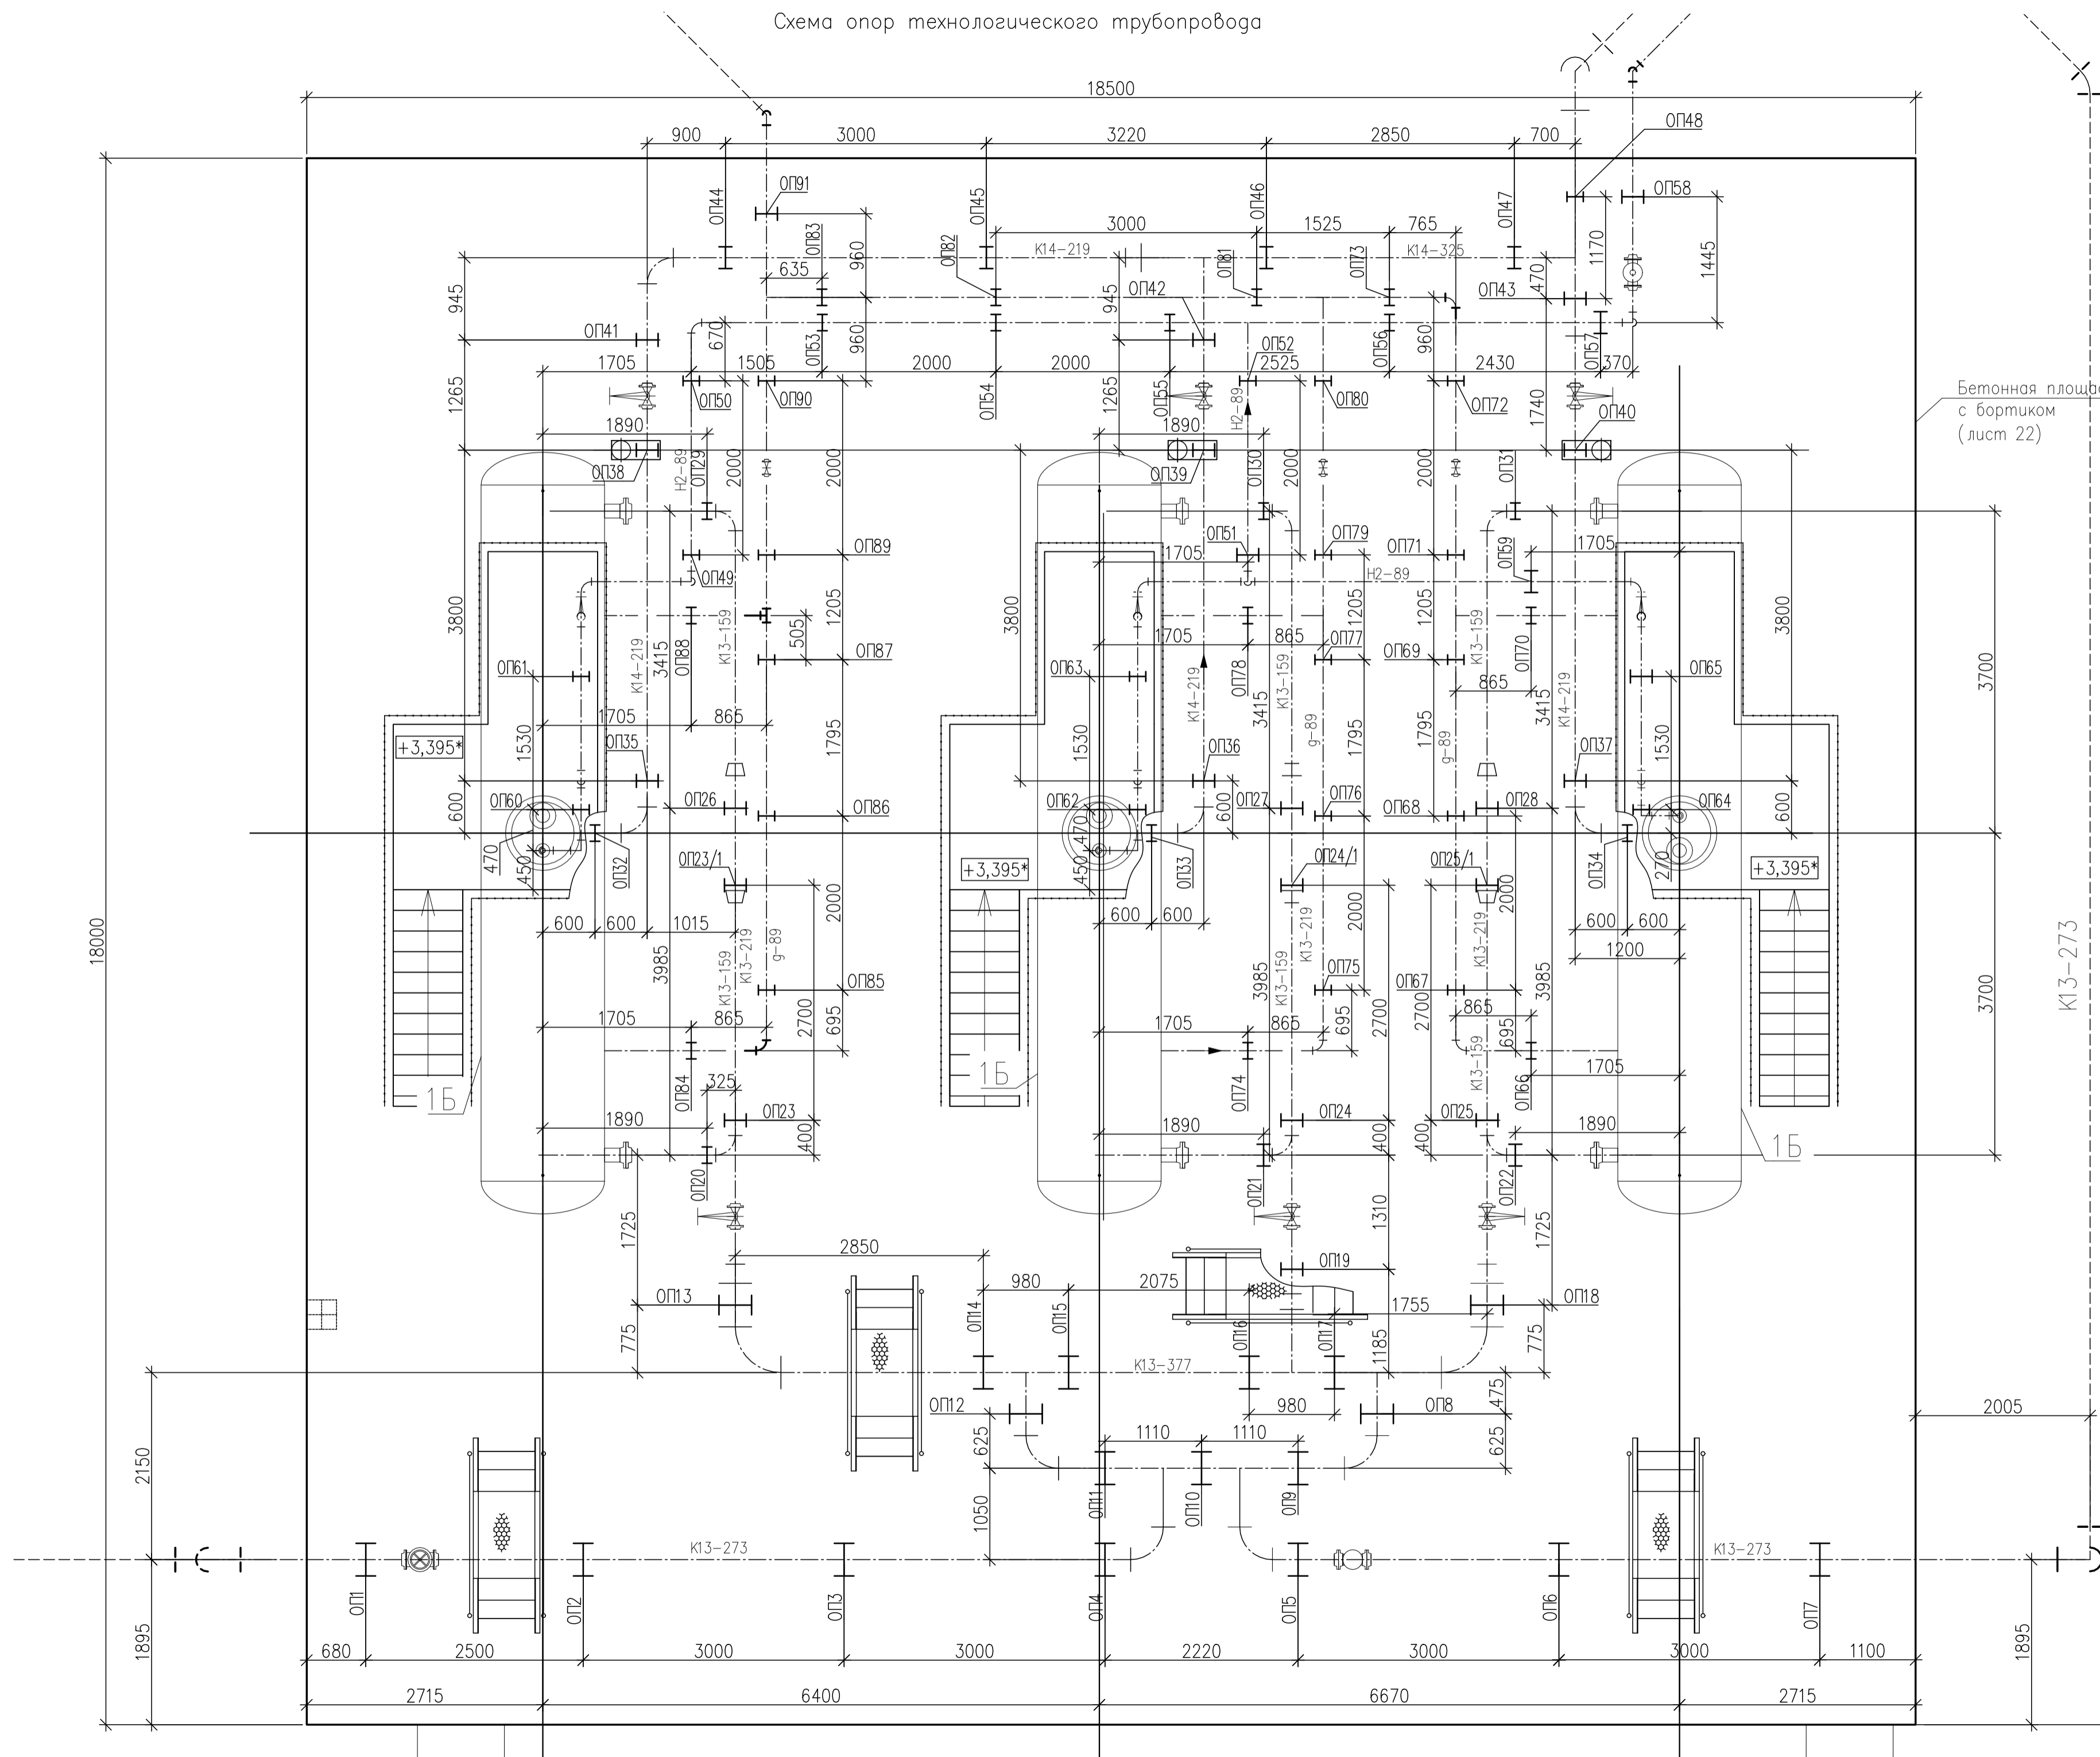 Схема опор технологического трубопровода
18500
900
3000
3220
2850
700
ОП48
ОП44
ОП91
ОП45
ОП46
ОП47
ОП58
ОП83
ОП82
3000
1525
765
К14-219
К14-325
ОП81
ОП73
960
635
1170
1445
470
945
ОП42
945
ОП43
ОП41
670
ОП53
960
ОП52
ОП56
960
ОП57
1705
1505
2000
2000
2525
2430
370
ОП50
ОП90
ОП54
ОП55
Н2-89
ОП80
ОП72
1740
ОП40
Бетонная площад
с бортиком
(лист 22)
1265
1265
1890
1890
ОП38
Н2-89
ОП29
2000
2000
ОП39
ОП30
2000
2000
ОП31
ОП49
ОП89
ОП51
1705
ОП79
ОП71
ОП59
1705
Н2-89
3800
3415
ОП88
К13-159
505
1205
3800
1705
865
1205
1205
К13-159
3800
3700
ОП61
К14-219
ОП87
ОП63
К14-219
ОП78
3415
К13-159
ОП77
ОП69
ОП70
865
3415
К14-219
ОП65
1705
865
+3,395*
1530
ОП35
1795
1530
ОП36
g-89
1795
1795
g-89
ОП37
1530
600
ОП60
ОП26
ОП86
ОП62
600
ОП27
ОП76
ОП68
ОП28
ОП64
600
470
450
ОП32
ОП23/1
+3,395*
470
450
ОП33
ОП24/1
ОП25/1
ОП34
270
+3,395*
600
600
1015
2000
600
600
2000
2000
600
600
1200
18000
3985
К13-159
К13-219
g-89
ОП85
3985
К13-159
К13-219
ОП75
ОП67
К13-219
3985
3700
К13-273
1705
865
2700
695
1705
865
695
2700
2700
865
695
1Б
ОП84
325
ОП23
1Б
ОП74
ОП24
ОП25
К13-159
ОП66
1705
1890
400
1890
400
400
1890
1Б
ОП20
ОП21
ОП22
1725
2850
1310
1725
ОП19
980
2075
ОП13
ОП14
ОП15
ОП16
ОП17
1755
ОП18
775
К13-377
1185
775
ОП12
980
ОП8
475
2005
625
1110
1110
625
2150
ОП11
ОП10
ОП9
1050
К13-273
К13-273
ОП1
ОП2
ОП3
ОП4
ОП5
ОП6
ОП7
1895
1895
680
2500
3000
3000
2220
3000
3000
1100
2715
6400
6670
2715